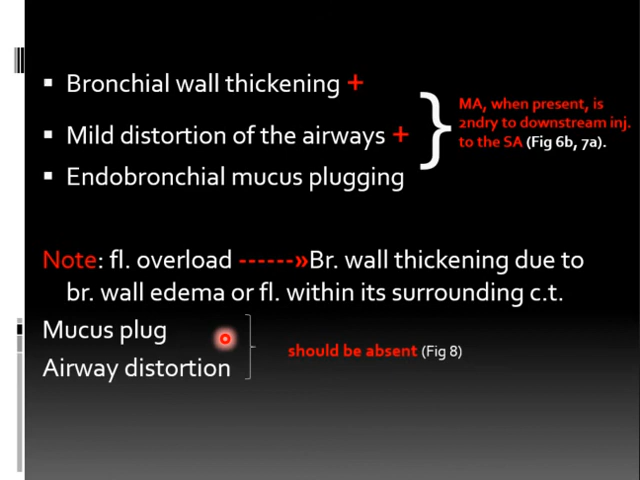 ▪ Bronchial wall thickening +
▪ Mild distortion of the airways +
▪ Endobronchial mucus plugging
} MA, when present, is
2ndry to downstream inj.
to the SA (Fig 6b, 7a).
Note: fl. overload ------» Br. wall thickening due to
br. wall edema or fl. within its surrounding c.t.
Mucus plug
Airway distortion
should be absent (Fig 8)